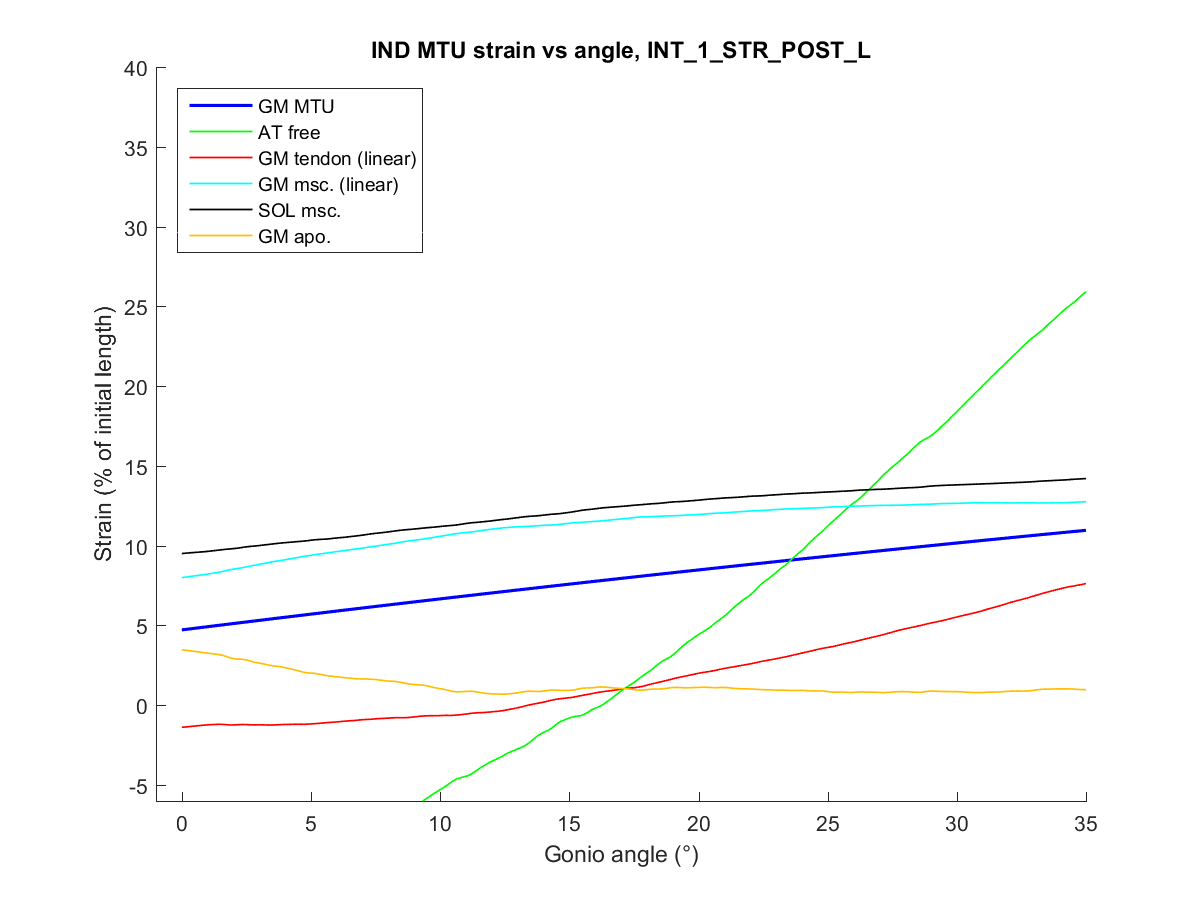 IND MTU strain vs angle, INT_1_STR_POST_L
40
35
30
25
20
15
10
5
0
-5
Strain (% of initial length)
GM MTU
AT free
GM tendon (linear)
GM msc. (linear)
SOL msc.
GM apo.
0 5 10 15 20 25 30 35
Gonio angle (°)